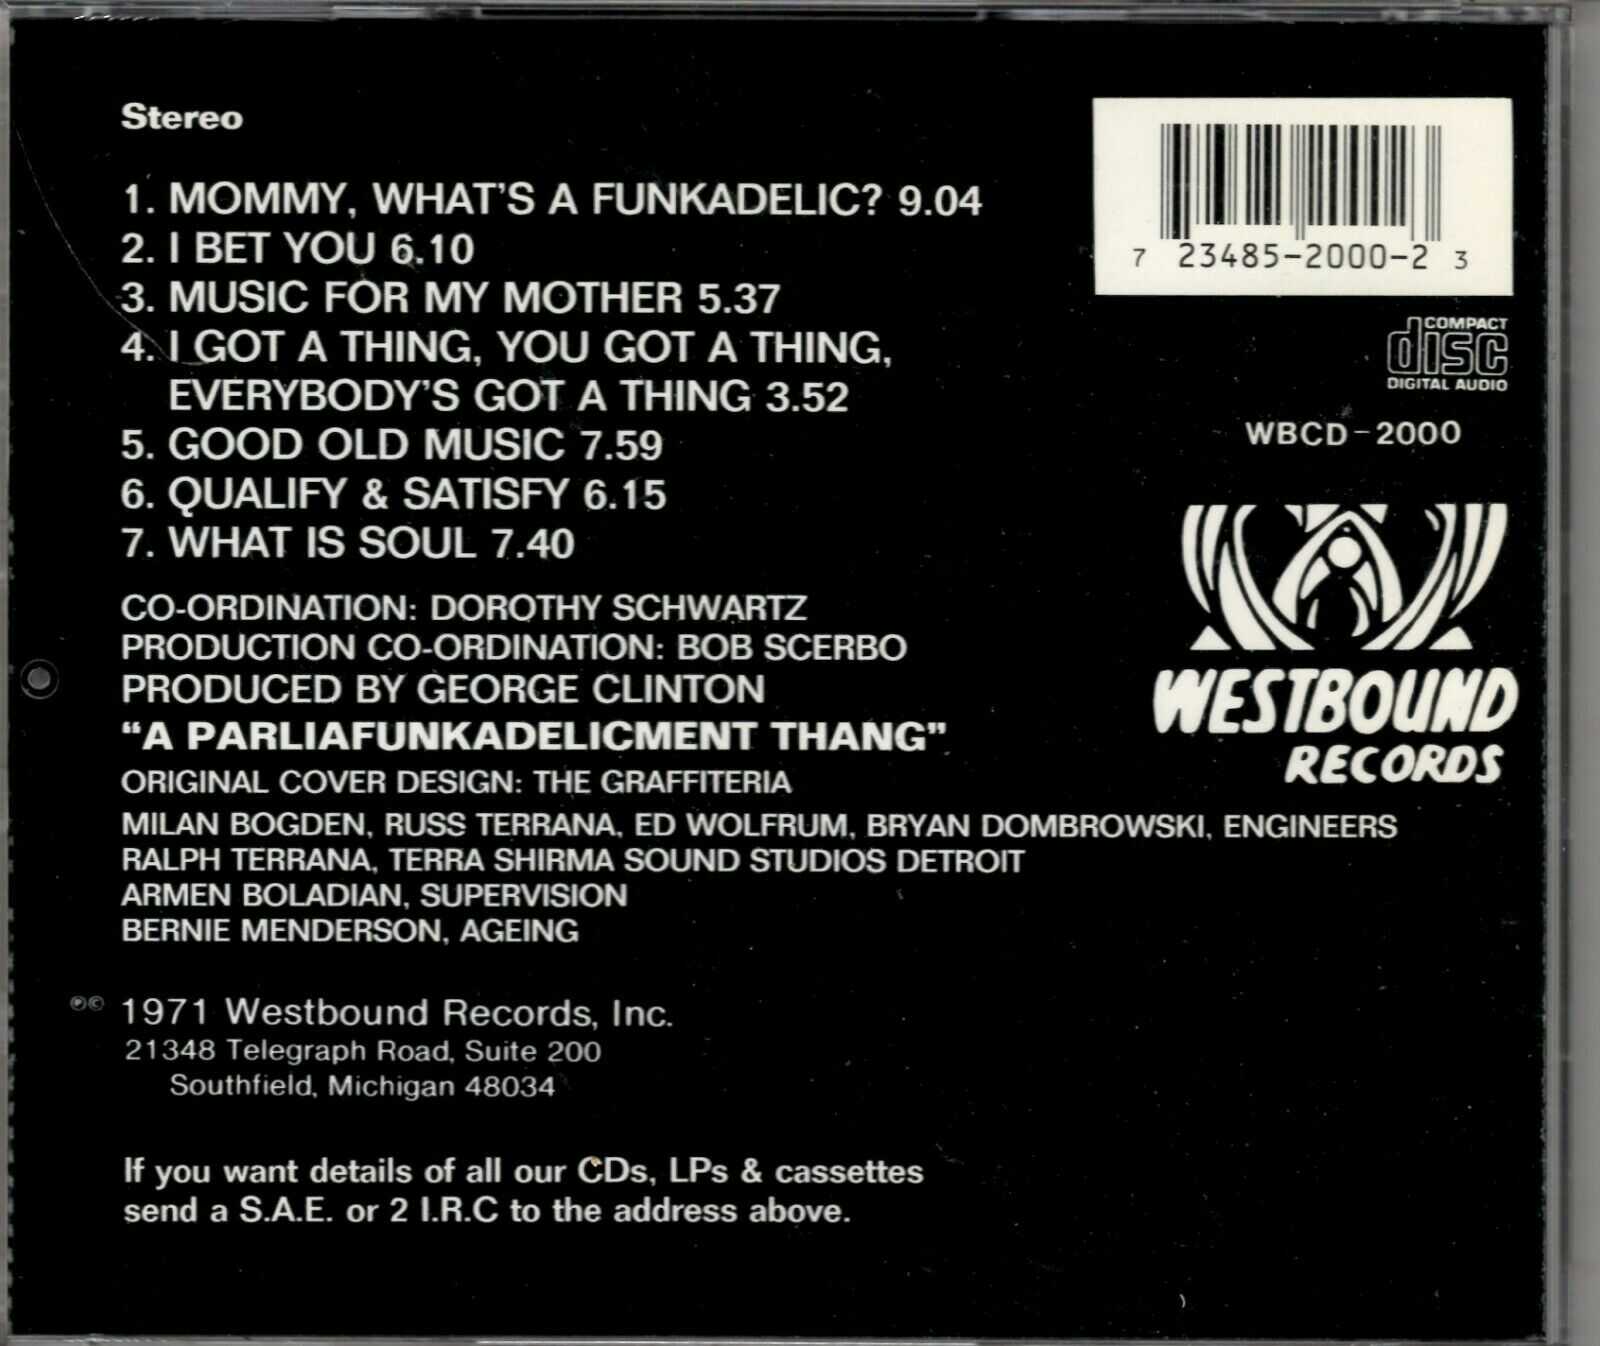 Stereo
1. MOMMY, WHAT'S A FUNKADELIC? 9.04
2. I BET YOU 6.10
3. MUSIC FOR MY MOTHER 5.37
4. I GOT A THING, YOU GOT A THING,
EVERYBODY'S GOT A THING 3.52
5. GOOD OLD MUSIC 7.59
6. QUALIFY & SATISFY 6.15
7. WHAT IS SOUL 7.40
CO-ORDINATION: DOROTHY SCHWARTZ
PRODUCTION CO-ORDINATION: BOB SCERBO
PRODUCED BY GEORGE CLINTON
“A PARLIAFUNKADELICMENT THANG”
ORIGINAL COVER DESIGN: THE GRAFFITERIA
MILAN BOGDEN, RUSS TERRANA, ED WOLFRUM, BRYAN DOMBROWSKI, ENGINEERS
RALPH TERRANA, TERRA SHIRMA SOUND STUDIOS DETROIT
ARMEN BOLADIAN, SUPERVISION
BERNIE MENDERSON, AGEING
℗© 1971 Westbound Records, Inc.
21348 Telegraph Road, Suite 200
Southfield, Michigan 48034
If you want details of all our CDs, LPs & cassettes
send a S.A.E. or 2 I.R.C to the address above.
7 23485-2000-2 3
COMPACT
disc
DIGITAL AUDIO
WBCD-2000
WESTBOUND
RECORDS